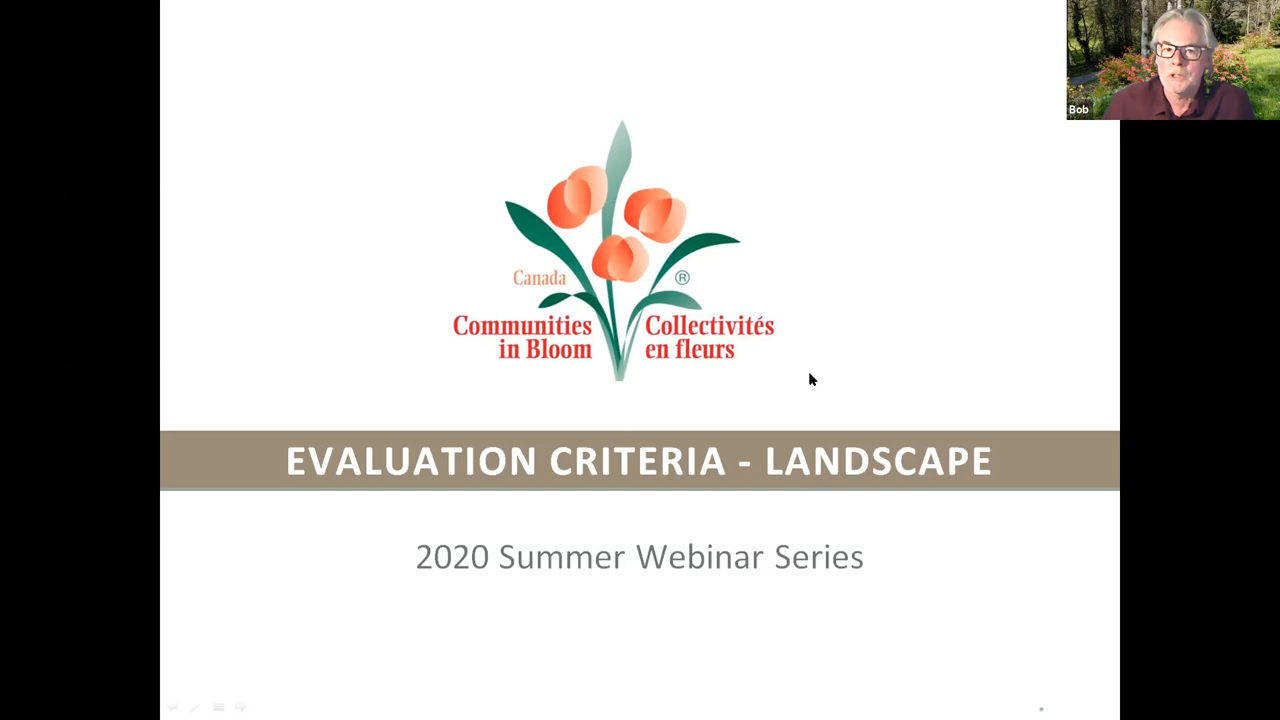 Bob
Canada
®
Communities
in Bloom
Collectivités
en fleurs
EVALUATION CRITERIA - LANDSCAPE
2020 Summer Webinar Series